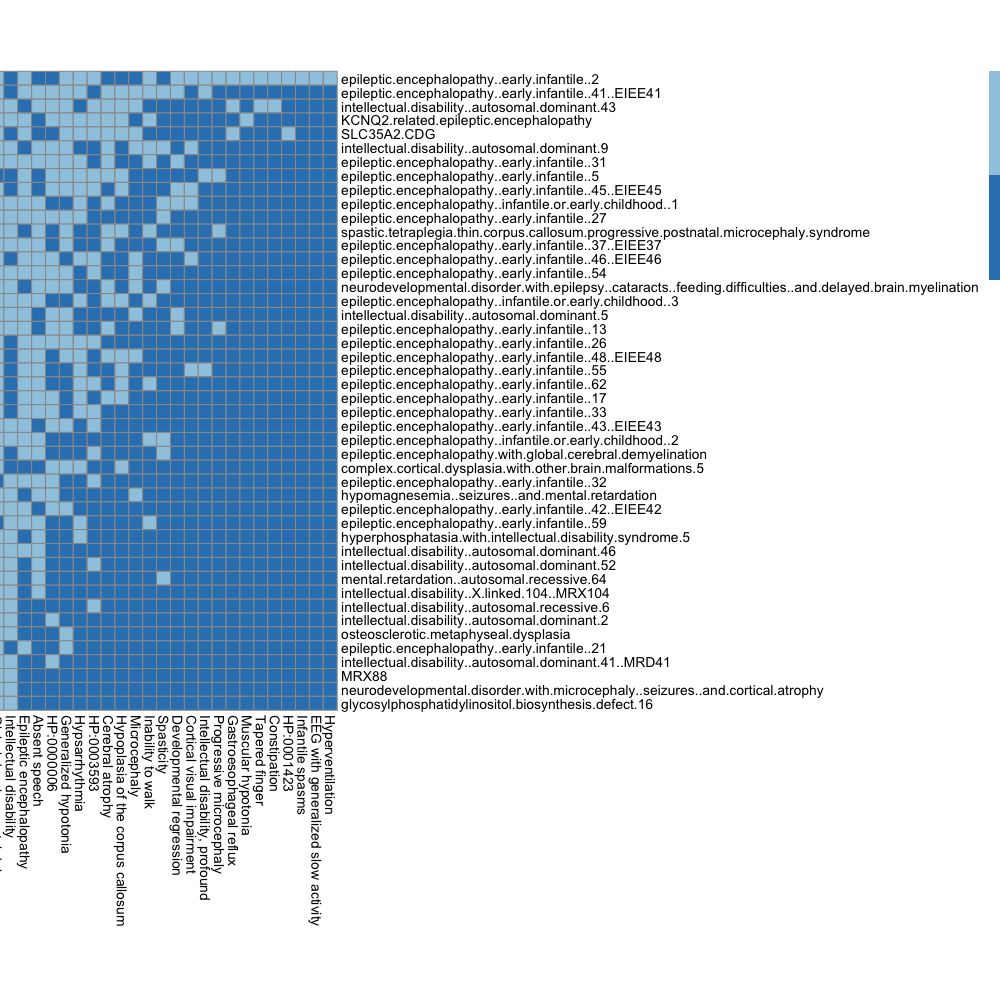 epileptic.encephalopathy..early.infantile..2
epileptic.encephalopathy..early.infantile..41..EIEE41
intellectual.disability..autosomal.dominant.43
KCNQ2.related.epileptic.encephalopathy
SLC35A2.CDG
intellectual.disability..autosomal.dominant.9
epileptic.encephalopathy..early.infantile..31
epileptic.encephalopathy..early.infantile..5
epileptic.encephalopathy..early.infantile..45..EIEE45
epileptic.encephalopathy..infantile.or.early.childhood..1
epileptic.encephalopathy..early.infantile..27
spastic.tetraplegia.thin.corpus.callosum.progressive.postnatal.microcephaly.syndrome
epileptic.encephalopathy..early.infantile..37..EIEE37
epileptic.encephalopathy..early.infantile..46..EIEE46
epileptic.encephalopathy..early.infantile..54
neurodevelopmental.disorder.with.epilepsy..cataracts..feeding.difficulties..and.delayed.brain.myelination
epileptic.encephalopathy..infantile.or.early.childhood..3
intellectual.disability..autosomal.dominant.5
epileptic.encephalopathy..early.infantile..13
epileptic.encephalopathy..early.infantile..26
epileptic.encephalopathy..early.infantile..48..EIEE48
epileptic.encephalopathy..early.infantile..55
epileptic.encephalopathy..early.infantile..62
epileptic.encephalopathy..early.infantile..17
epileptic.encephalopathy..early.infantile..33
epileptic.encephalopathy..early.infantile..43..EIEE43
epileptic.encephalopathy..infantile.or.early.childhood..2
epileptic.encephalopathy.with.global.cerebral.demyelination
complex.cortical.dysplasia.with.other.brain.malformations.5
epileptic.encephalopathy..early.infantile..32
hypomagnesemia..seizures..and.mental.retardation
epileptic.encephalopathy..early.infantile..42..EIEE42
epileptic.encephalopathy..early.infantile..59
hyperphosphatasia.with.intellectual.disability.syndrome.5
intellectual.disability..autosomal.dominant.46
intellectual.disability..autosomal.dominant.52
mental.retardation..autosomal.recessive.64
intellectual.disability..X.linked.104..MRX104
intellectual.disability..autosomal.recessive.6
intellectual.disability..autosomal.dominant.2
osteosclerotic.metaphyseal.dysplasia
epileptic.encephalopathy..early.infantile..21
intellectual.disability..autosomal.dominant.41..MRD41
MRX88
neurodevelopmental.disorder.with.microcephaly..seizures..and.cortical.atrophy
glycosylphosphatidylinositol.biosynthesis.defect.16
Intellectual disability
Epileptic encephalopathy
Absent speech
HP:0000006
Generalized hypotonia
Hypsarrhythmia
HP:0003593
Cerebral atrophy
Hypoplasia of the corpus callosum
Microcephaly
Inability to walk
Spasticity
Developmental regression
Cortical visual impairment
Intellectual disability, profound
Progressive microcephaly
Gastroesophageal reflux
Muscular hypotonia
Tapered finger
Constipation
HP:0001423
Infantile spasms
EEG with generalized slow activity
Hyperventilation